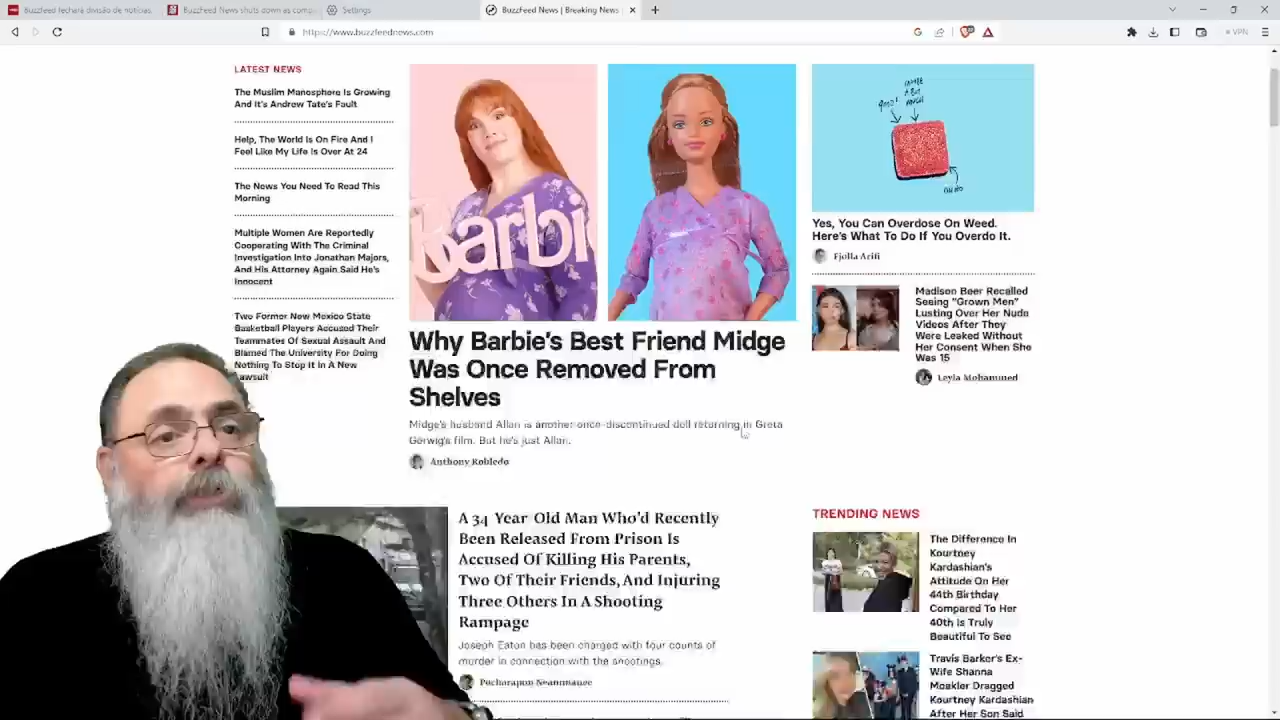 Buzzfeed fechará divisão de notícias,
BuzzFeed News shuts down as comp
Settings
BuzzFeed News | Breaking News
https://www.buzzfeednews.com
VPN
LATEST NEWS
The Muslim Manosphere Is Growing
And It's Andrew Tate's Fault
Help, The World Is On Fire And I
Feel Like My Life Is Over At 24
The News You Need To Read This
Morning
Multiple Women Are Reportedly
Cooperating With The Criminal
Investigation Into Jonathan Majors,
And His Attorney Again Said He's
Innocent
Two Former New Mexico State
Basketball Players Accused Their
Teammates Of Sexual Assault And
Blamed The University For Doing
Nothing To Stop It In A New
Lawsuit
Barbi
Why Barbie's Best Friend Midge
Was Once Removed From
Shelves
Midge's husband Allan is another once-discontinued doll returning in Greta
Gerwig's film. But he's just Allan.
Anthony Robledo
A 34-Year-Old Man Who'd Recently
Been Released From Prison Is
Accused Of Killing His Parents,
Two Of Their Friends, And Injuring
Three Others In A Shooting
Rampage
Joseph Eaton has been charged with four counts of
murder in connection with the shootings.
Pocharapon Neammanee
good!
Yes, You Can Overdose On Weed.
Here's What To Do If You Overdo It.
Fjolla Arifi
Madison Beer Recalled
Seeing "Grown Men"
Lusting Over Her Nude
Videos After They
Were Leaked Without
Her Consent When She
Was 15
Leyla Mohammed
TRENDING NEWS
The Difference In
Kourtney
Kardashian's
Attitude On Her
44th Birthday
Compared To Her
40th Is Truly
Beautiful To See
Travis Barker's Ex-
Wife Shanna
Moakler Dragged
Kourtney Kardashian
After Her Son Said